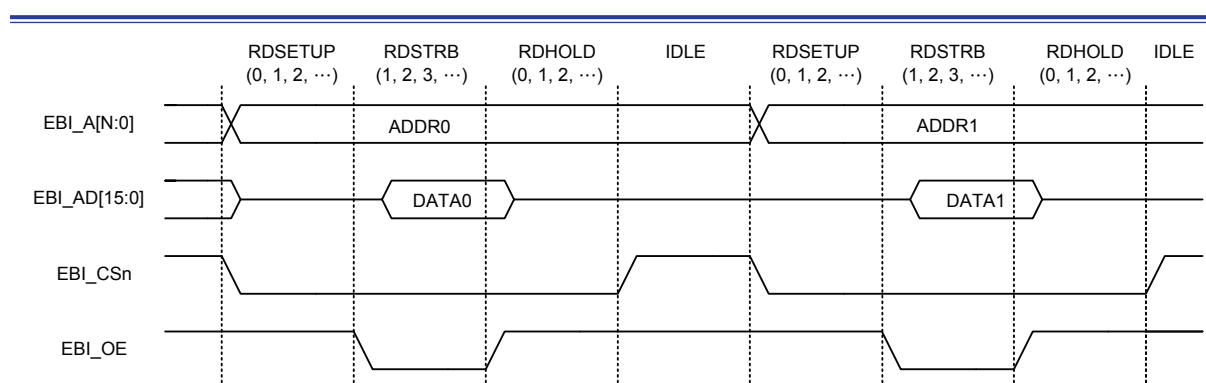 RDSETUP RDSTRB RDHOLD IDLE RDSETUP RDSTRB RDHOLD IDLE
(0, 1, 2, ⋯) (1, 2, 3, ⋯) (0, 1, 2, ⋯) (0, 1, 2, ⋯) (1, 2, 3, ⋯) (0, 1, 2, ⋯)
EBI_A[N:0] ADDR0 ADDR1
EBI_AD[15:0] DATA0 DATA1
EBI_CSn
EBI_OE